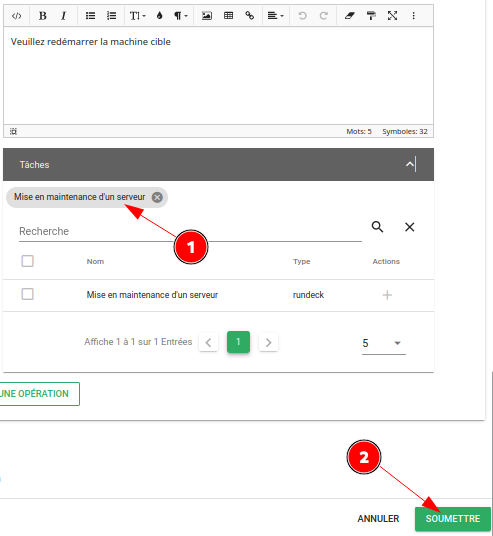 B I T
Veuillez redémarrer la machine cible
Mots: 5 Symboles: 32
Tâches
Mise en maintenance d'un serveur
1
Recherche
Nom Type Actions
Mise en maintenance d'un serveur rundeck
Affiche 1 à 1 sur 1 Entrées 1 5
UNE OPÉRATION
2
ANNULER SOUMETTRE